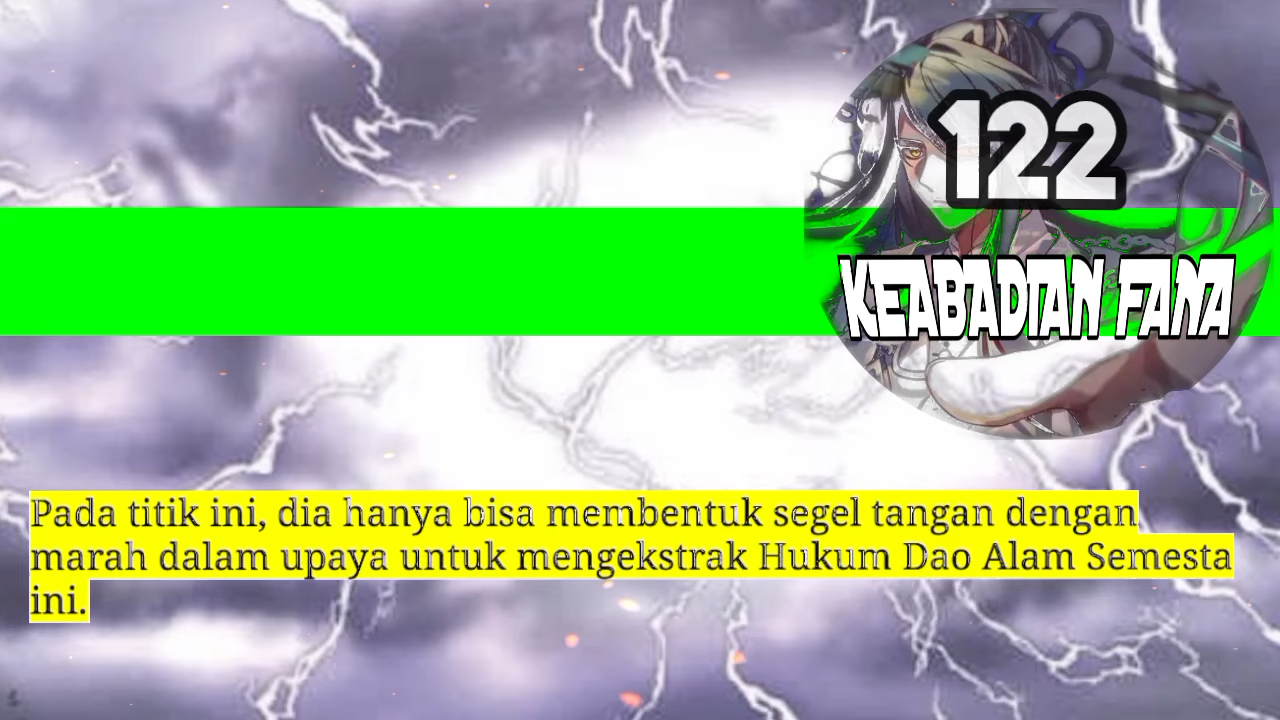 122
KEABADIAN FANA
Pada titik ini, dia hanya bisa membentuk segel tangan dengan
marah dalam upaya untuk mengekstrak Hukum Dao Alam Semesta
ini.